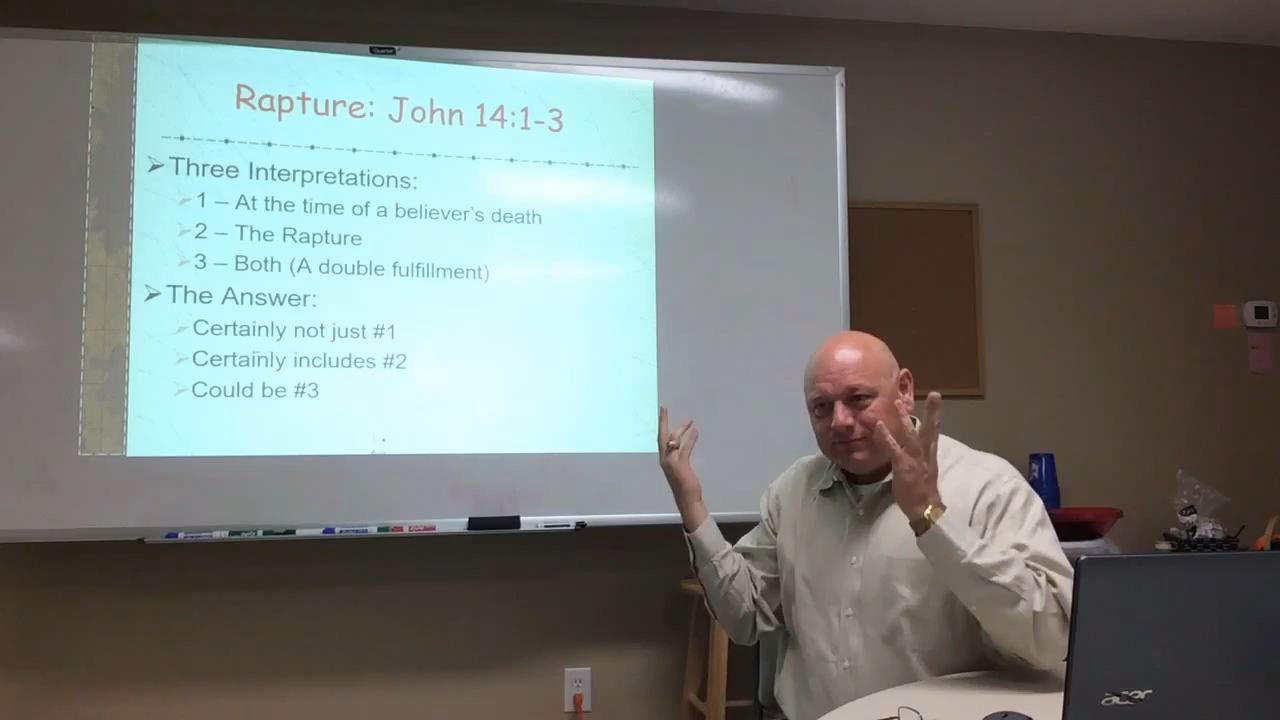 Rapture: John 14:1-3
Three Interpretations:
1 – At the time of a believer's death
2 – The Rapture
3 – Both (A double fulfillment)
The Answer:
Certainly not just #1
Certainly includes #2
Could be #3
acer